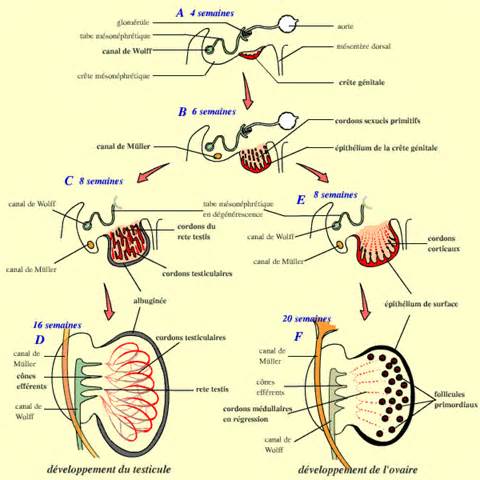 A 4 semaines
glomérule
tube mésonéphrétique
canal de Wolff
crête mésonéphrétique
aorte
mésentère dorsal
crête génitale
B 6 semaines
canal de Müller
cordons sexuels primitifs
épithélium de la crête génitale
C 8 semaines
canal de Wolff
canal de Müller
tube mésonéphrétique
en dégénérescence
cordons du
rete testis
cordons testiculaires
E 8 semaines
canal de Wolff
canal de Müller
cordons
corticaux
albuginée
épithélium de surface
16 semaines
D
canal de
Müller
cônes
efférents
canal de
Wolff
cordons testiculaires
rete testis
développement du testicule
20 semaines
F
canal de
Müller
cônes
efférents
cordons médullaires
en régression
canal de
Wolff
follicules
primordiaux
développement de l'ovaire